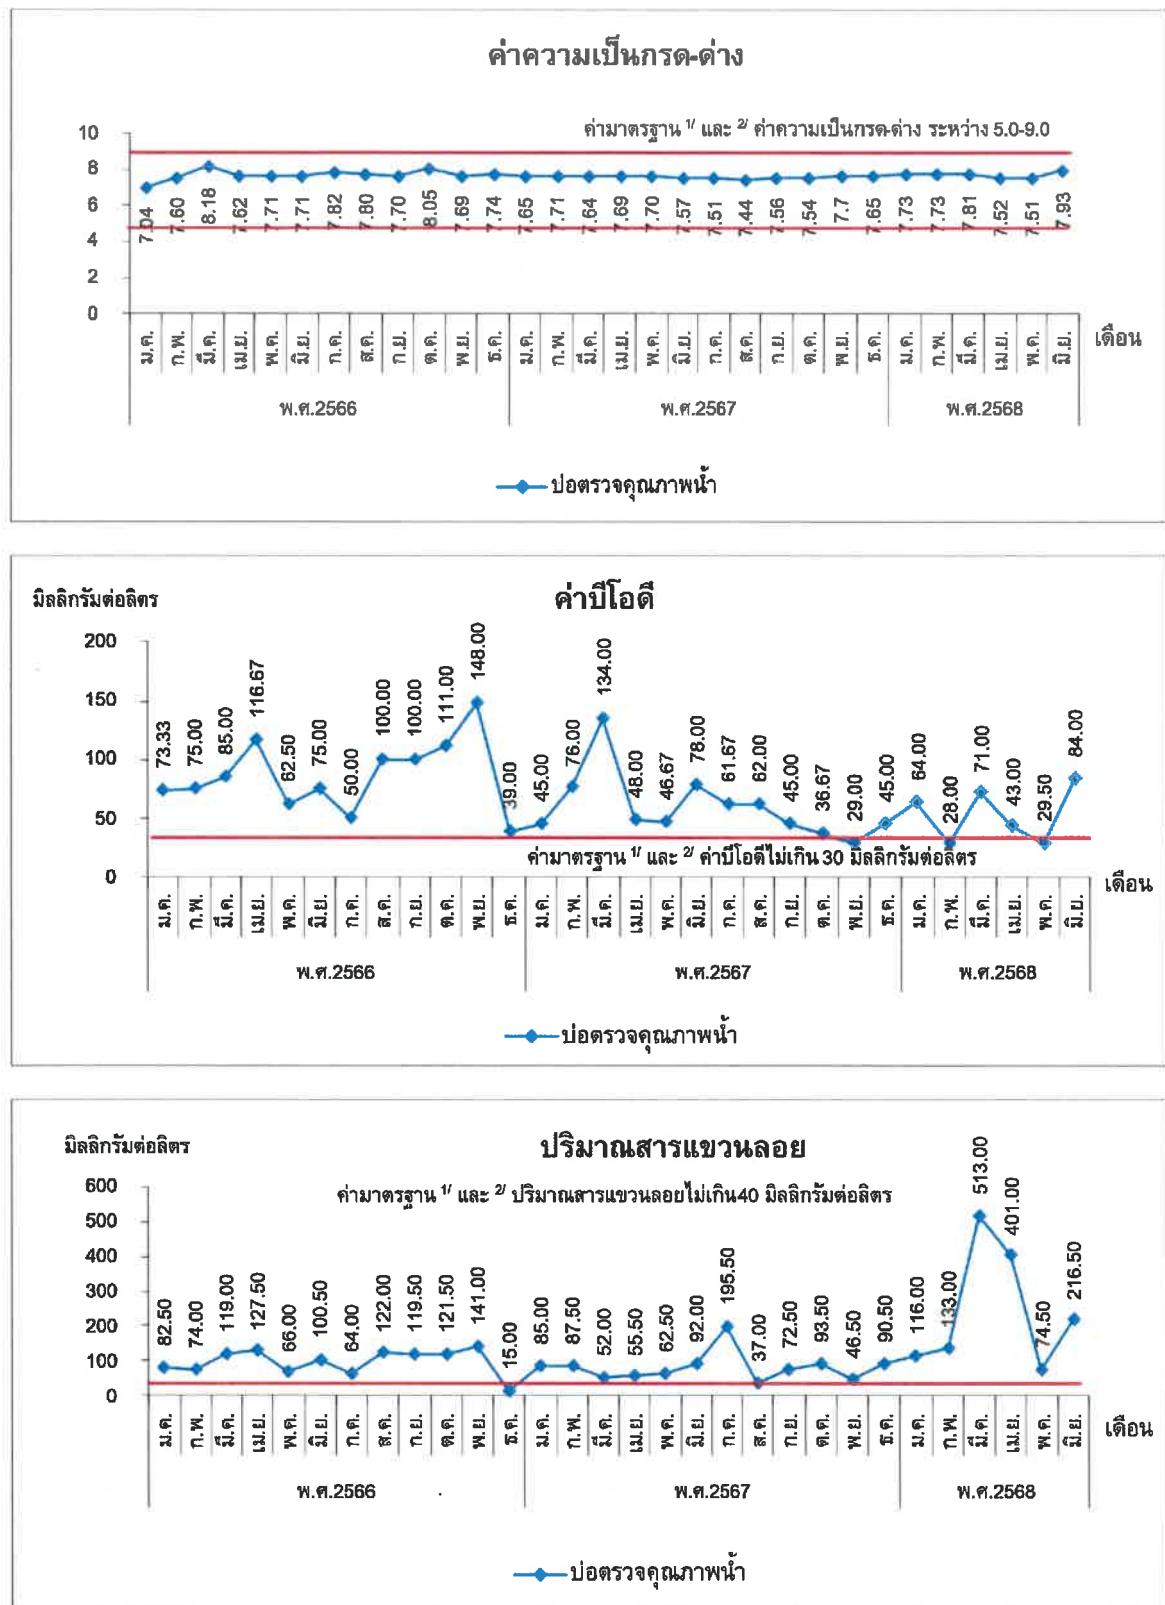 ค่าความเป็นกรด-ด่าง
ค่ามาตรฐาน 1/ และ 2/ ค่าความเป็นกรด-ด่าง ระหว่าง 5.0-9.0
10
8
6
4
2
0
7.04 7.60 8.18 7.62 7.71 7.71 7.82 7.80 7.70 8.05 7.69 7.74 7.65 7.71 7.64 7.69 7.70 7.57 7.51 7.44 7.56 7.54 7.7 7.65 7.73 7.73 7.81 7.52 7.51 7.93
ม.ค. ก.พ. มี.ค. เม.ย. พ.ค. มิ.ย. ก.ค. ส.ค. ก.ย. ต.ค. พ.ย. ธ.ค. ม.ค. ก.พ. มี.ค. เม.ย. พ.ค. มิ.ย. ก.ค. ส.ค. ก.ย. ต.ค. พ.ย. ธ.ค. ม.ค. ก.พ. มี.ค. เม.ย. พ.ค. มิ.ย. เดือน
พ.ศ.2566 พ.ศ.2567 พ.ศ.2568
บ่อตรวจคุณภาพน้ำ
มิลลิกรัมต่อลิตร
ค่าบีโอดี
200
150
100
50
0
73.33 75.00 85.00 116.67 62.50 75.00 50.00 100.00 100.00 111.00 148.00 39.00 45.00 76.00 134.00 48.00 46.67 78.00 61.67 62.00 45.00 36.67 29.00 45.00 64.00 28.00 71.00 43.00 29.50 84.00
ค่ามาตรฐาน 1/ และ 2/ ค่าบีโอดีไม่เกิน 30 มิลลิกรัมต่อลิตร
ม.ค. ก.พ. มี.ค. เม.ย. พ.ค. มิ.ย. ก.ค. ส.ค. ก.ย. ต.ค. พ.ย. ธ.ค. ม.ค. ก.พ. มี.ค. เม.ย. พ.ค. มิ.ย. ก.ค. ส.ค. ก.ย. ต.ค. พ.ย. ธ.ค. ม.ค. ก.พ. มี.ค. เม.ย. พ.ค. มิ.ย. เดือน
พ.ศ.2566 พ.ศ.2567 พ.ศ.2568
บ่อตรวจคุณภาพน้ำ
มิลลิกรัมต่อลิตร
ปริมาณสารแขวนลอย
ค่ามาตรฐาน 1/ และ 2/ ปริมาณสารแขวนลอยไม่เกิน40 มิลลิกรัมต่อลิตร
600
500
400
300
200
100
0
82.50 74.00 119.00 127.50 66.00 100.50 64.00 122.00 119.50 121.50 141.00 15.00 85.00 87.50 52.00 55.50 62.50 92.00 195.50 37.00 72.50 93.50 46.50 90.50 116.00 133.00 513.00 401.00 74.50 216.50
ม.ค. ก.พ. มี.ค. เม.ย. พ.ค. มิ.ย. ก.ค. ส.ค. ก.ย. ต.ค. พ.ย. ธ.ค. ม.ค. ก.พ. มี.ค. เม.ย. พ.ค. มิ.ย. ก.ค. ส.ค. ก.ย. ต.ค. พ.ย. ธ.ค. ม.ค. ก.พ. มี.ค. เม.ย. พ.ค. มิ.ย. เดือน
พ.ศ.2566 พ.ศ.2567 พ.ศ.2568
บ่อตรวจคุณภาพน้ำ